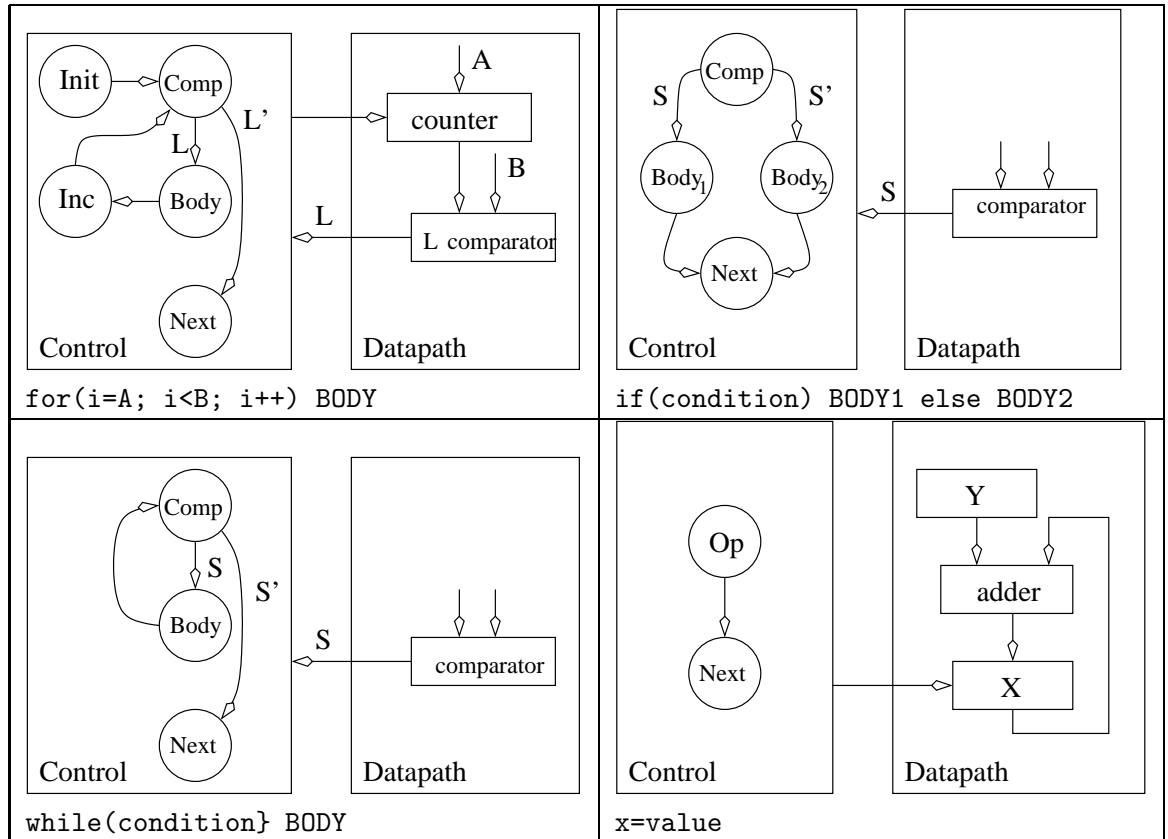 Init
Comp
L'
L
Inc
Body
Next
Control
A
counter
B
L
L comparator
Datapath
for(i=A; i<B; i++) BODY
Comp
S
S'
Body1
Body2
Next
Control
S
comparator
Datapath
if(condition) BODY1 else BODY2
Comp
S
S'
Body
Next
Control
S
comparator
Datapath
while(condition} BODY
Op
Next
Control
Y
adder
X
Datapath
x=value